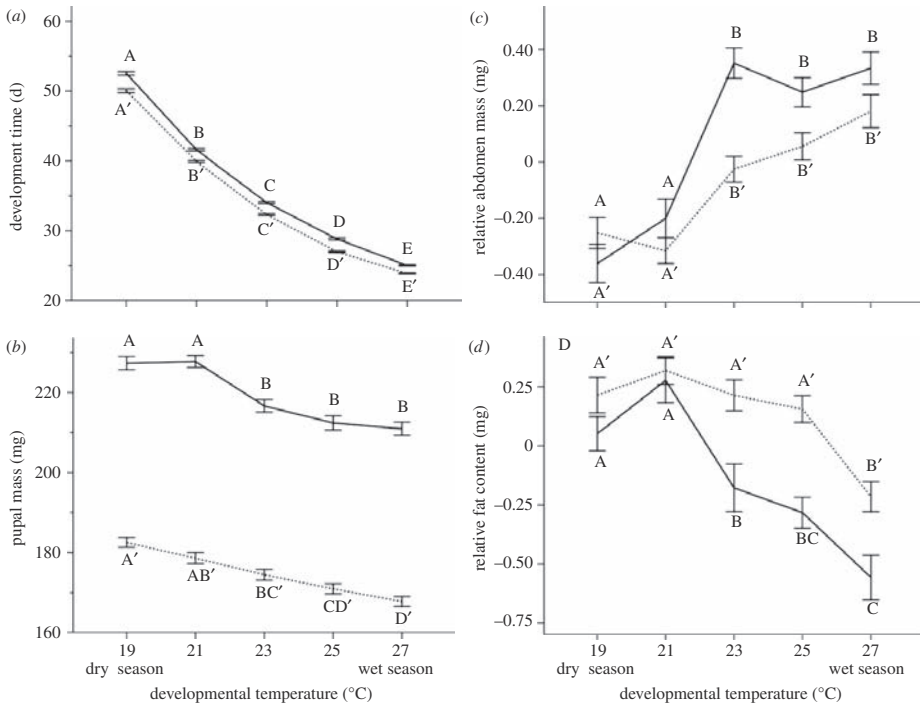 (a)
60
A
50
A′
development time (d)
B
40
B′
C
30
C′
D
D′
E
E′
20
(b)
A
A
220
B
B
B
pupal mass (mg)
200
180
A′
AB′
BC′
CD′
D′
160
19
21
23
25
27
dry season
wet season
developmental temperature (°C)
(c)
B
B
B
0.40
relative abdomen mass (mg)
0.20
A
A
B′
B′
B′
0
–0.20
–0.40
A′
A′
(d)
D
A′
A′
A′
A′
0.25
relative fat content (mg)
0
A
A
B′
–0.25
B
BC
–0.50
C
–0.75
19
21
23
25
27
dry season
wet season
developmental temperature (°C)